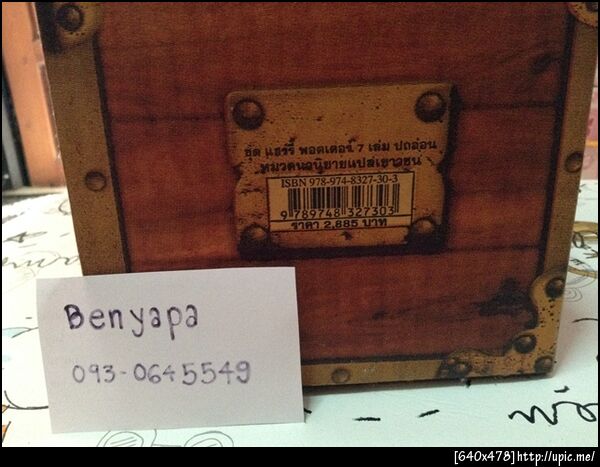 ชุด แฮร์รี่ พอตเตอร์ 7 เล่ม ปกอ่อน
หมวดนวนิยายแปลเยาวชน
ISBN 978-974-8327-30-3
9 789748 327303
ราคา 2,885 บาท
Benyapa
093-0645549
[640x478]http://upic.me/